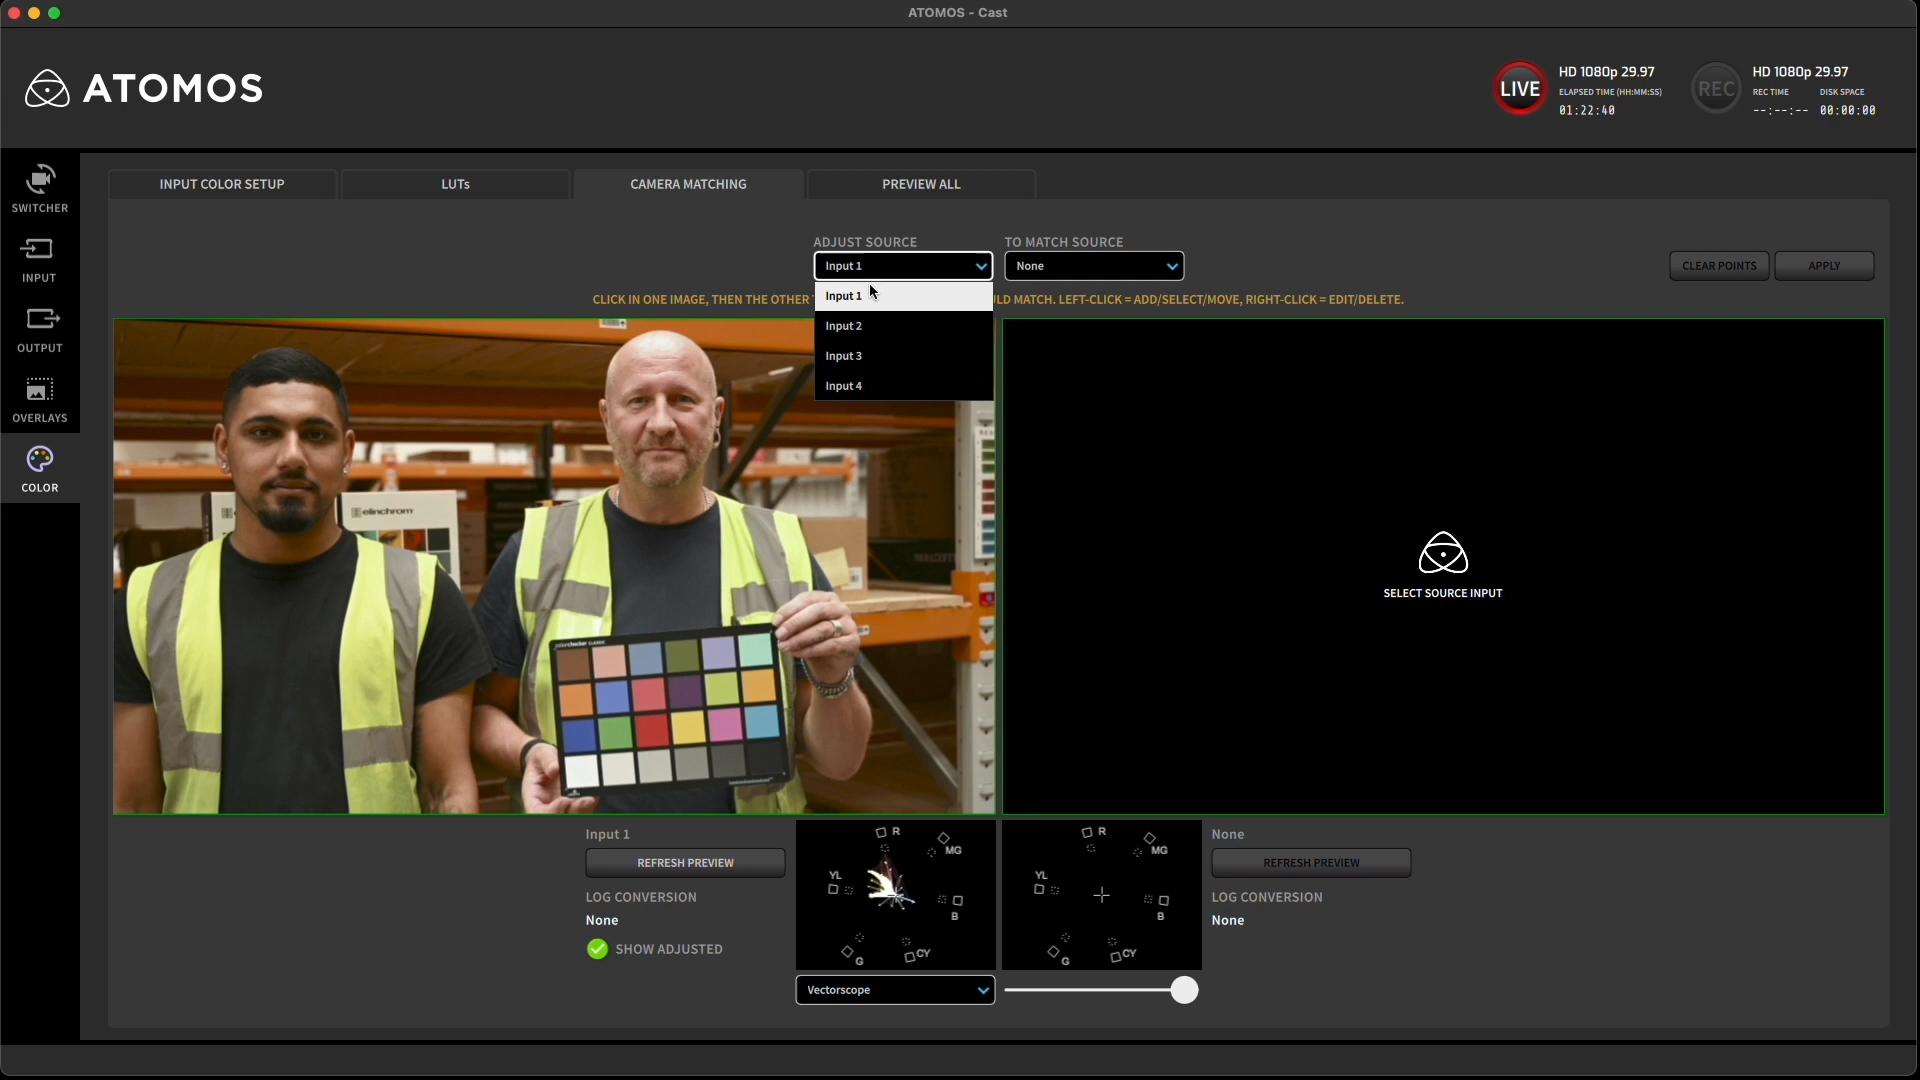 ATOMOS - Cast
ATOMOS
LIVE
HD 1080p 29.97
ELAPSED TIME (HH:MM:SS)
01:22:40
REC
HD 1080p 29.97
REC TIME
DISK SPACE
--:--:--
00:00:00
SWITCHER
INPUT
OUTPUT
OVERLAYS
COLOR
INPUT COLOR SETUP
LUTs
CAMERA MATCHING
PREVIEW ALL
ADJUST SOURCE
TO MATCH SOURCE
Input 1
None
CLEAR POINTS
APPLY
Input 1
Input 2
Input 3
Input 4
CLICK IN ONE IMAGE, THEN THE OTHER
LD MATCH. LEFT-CLICK = ADD/SELECT/MOVE, RIGHT-CLICK = EDIT/DELETE.
elinchrom
colorchecker CLASSIC
SELECT SOURCE INPUT
Input 1
REFRESH PREVIEW
LOG CONVERSION
None
SHOW ADJUSTED
R
MG
YL
B
G
CY
R
MG
YL
B
G
CY
Vectorscope
None
REFRESH PREVIEW
LOG CONVERSION
None